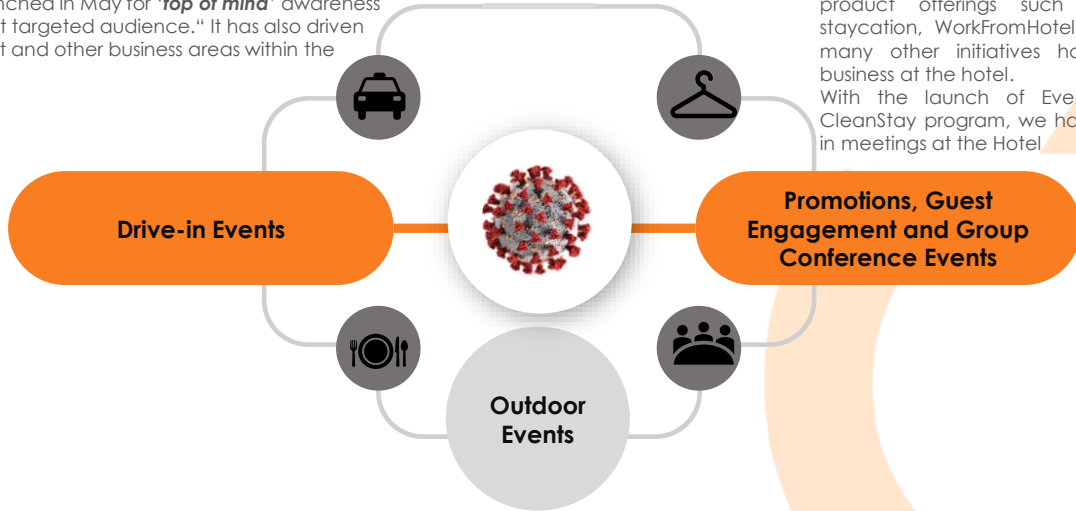 nched in May for 'top of mind' awareness
t targeted audience.“ It has also driven
t and other business areas within the
product offerings such
staycation, WorkFromHotel
many other initiatives ha
business at the hotel.
With the launch of Even
CleanStay program, we ha
in meetings at the Hotel
Drive-in Events
Promotions, Guest
Engagement and Group
Conference Events
Outdoor
Events